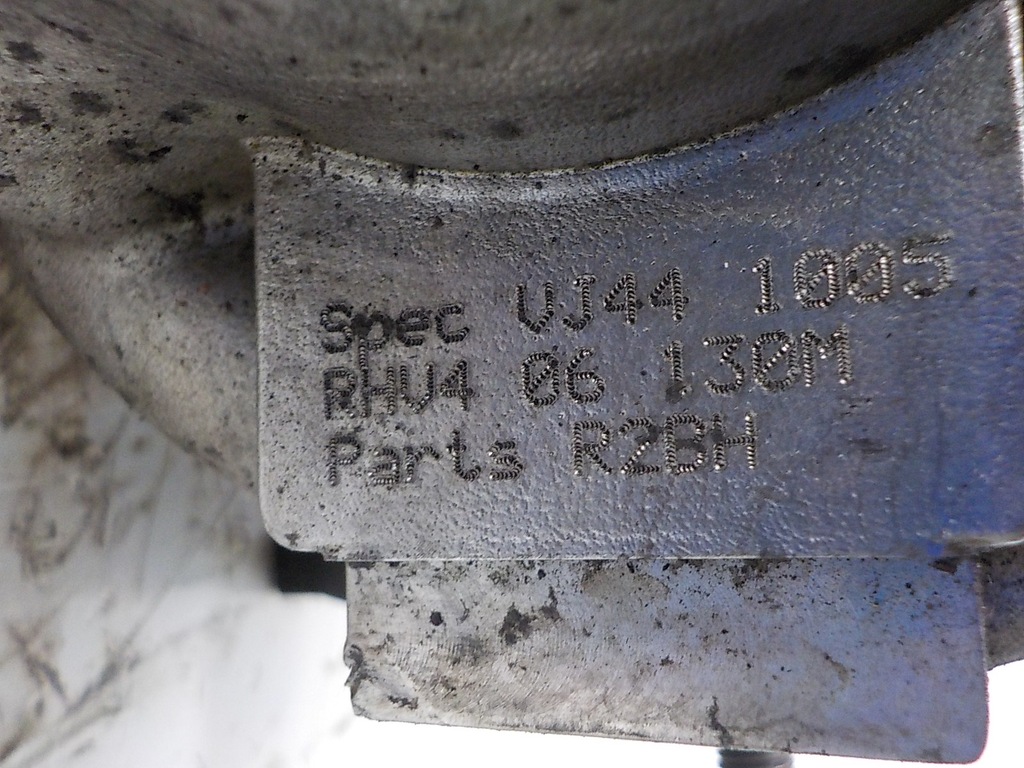 Spec VJ44 1005
RHV4 06 130M
Parts R2BH